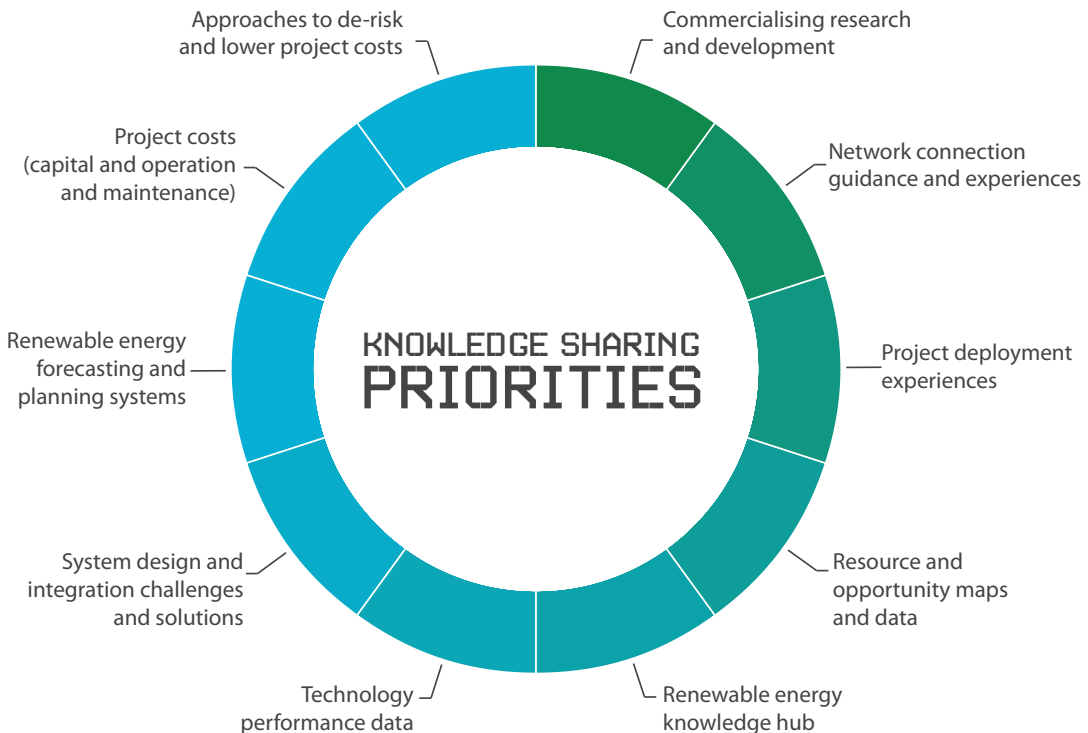 Approaches to de-risk
and lower project costs
Commercialising research
and development
Network connection
guidance and experiences
Project deployment
experiences
Resource and
opportunity maps
and data
Renewable energy
knowledge hub
Technology
performance data
System design and
integration challenges
and solutions
Renewable energy
forecasting and
planning systems
Project costs
(capital and operation
and maintenance)
KNOWLEDGE SHARING
PRIORITIES